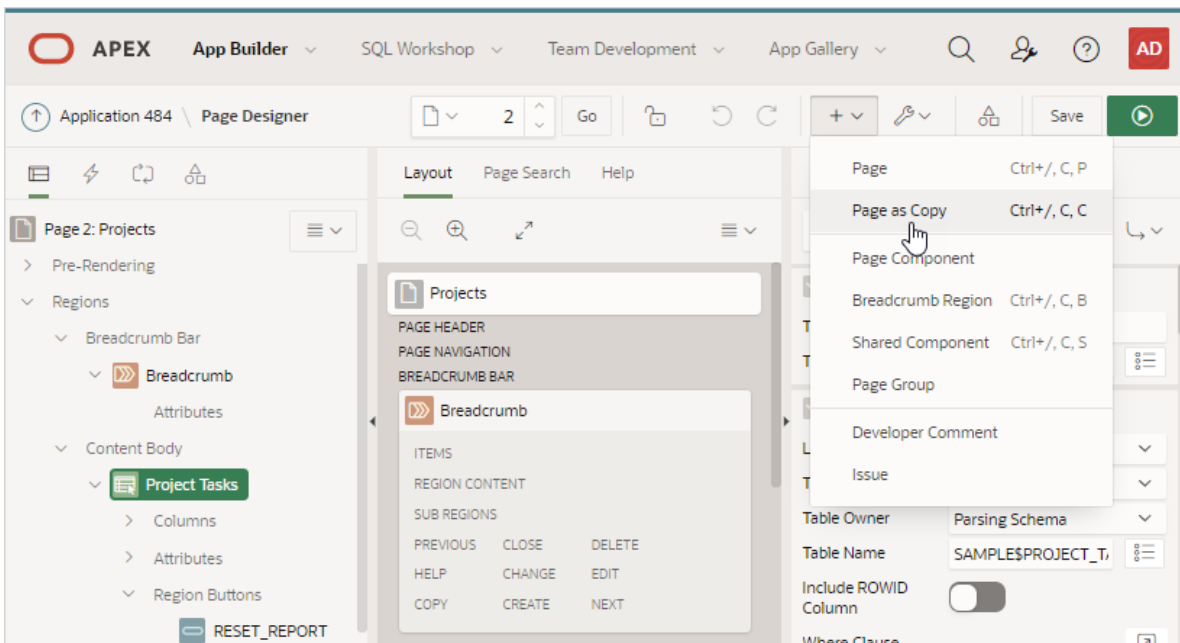 APEX App Builder SQL Workshop Team Development App Gallery AD
Application 484 \ Page Designer 2 Go Save
Layout Page Search Help
Page 2: Projects
Pre-Rendering
Regions
Breadcrumb Bar
Breadcrumb
Attributes
Content Body
Project Tasks
Columns
Attributes
Region Buttons
RESET_REPORT
Projects
PAGE HEADER
PAGE NAVIGATION
BREADCRUMB BAR
Breadcrumb
ITEMS
REGION CONTENT
SUB REGIONS
PREVIOUS CLOSE DELETE
HELP CHANGE EDIT
COPY CREATE NEXT
Page Ctrl+/, C, P
Page as Copy Ctrl+/, C, C
Page Component
Breadcrumb Region Ctrl+/, C, B
Shared Component Ctrl+/, C, S
Page Group
Developer Comment
Issue
Table Owner Parsing Schema
Table Name SAMPLE$PROJECT_T
Include ROWID
Column
Where Clause